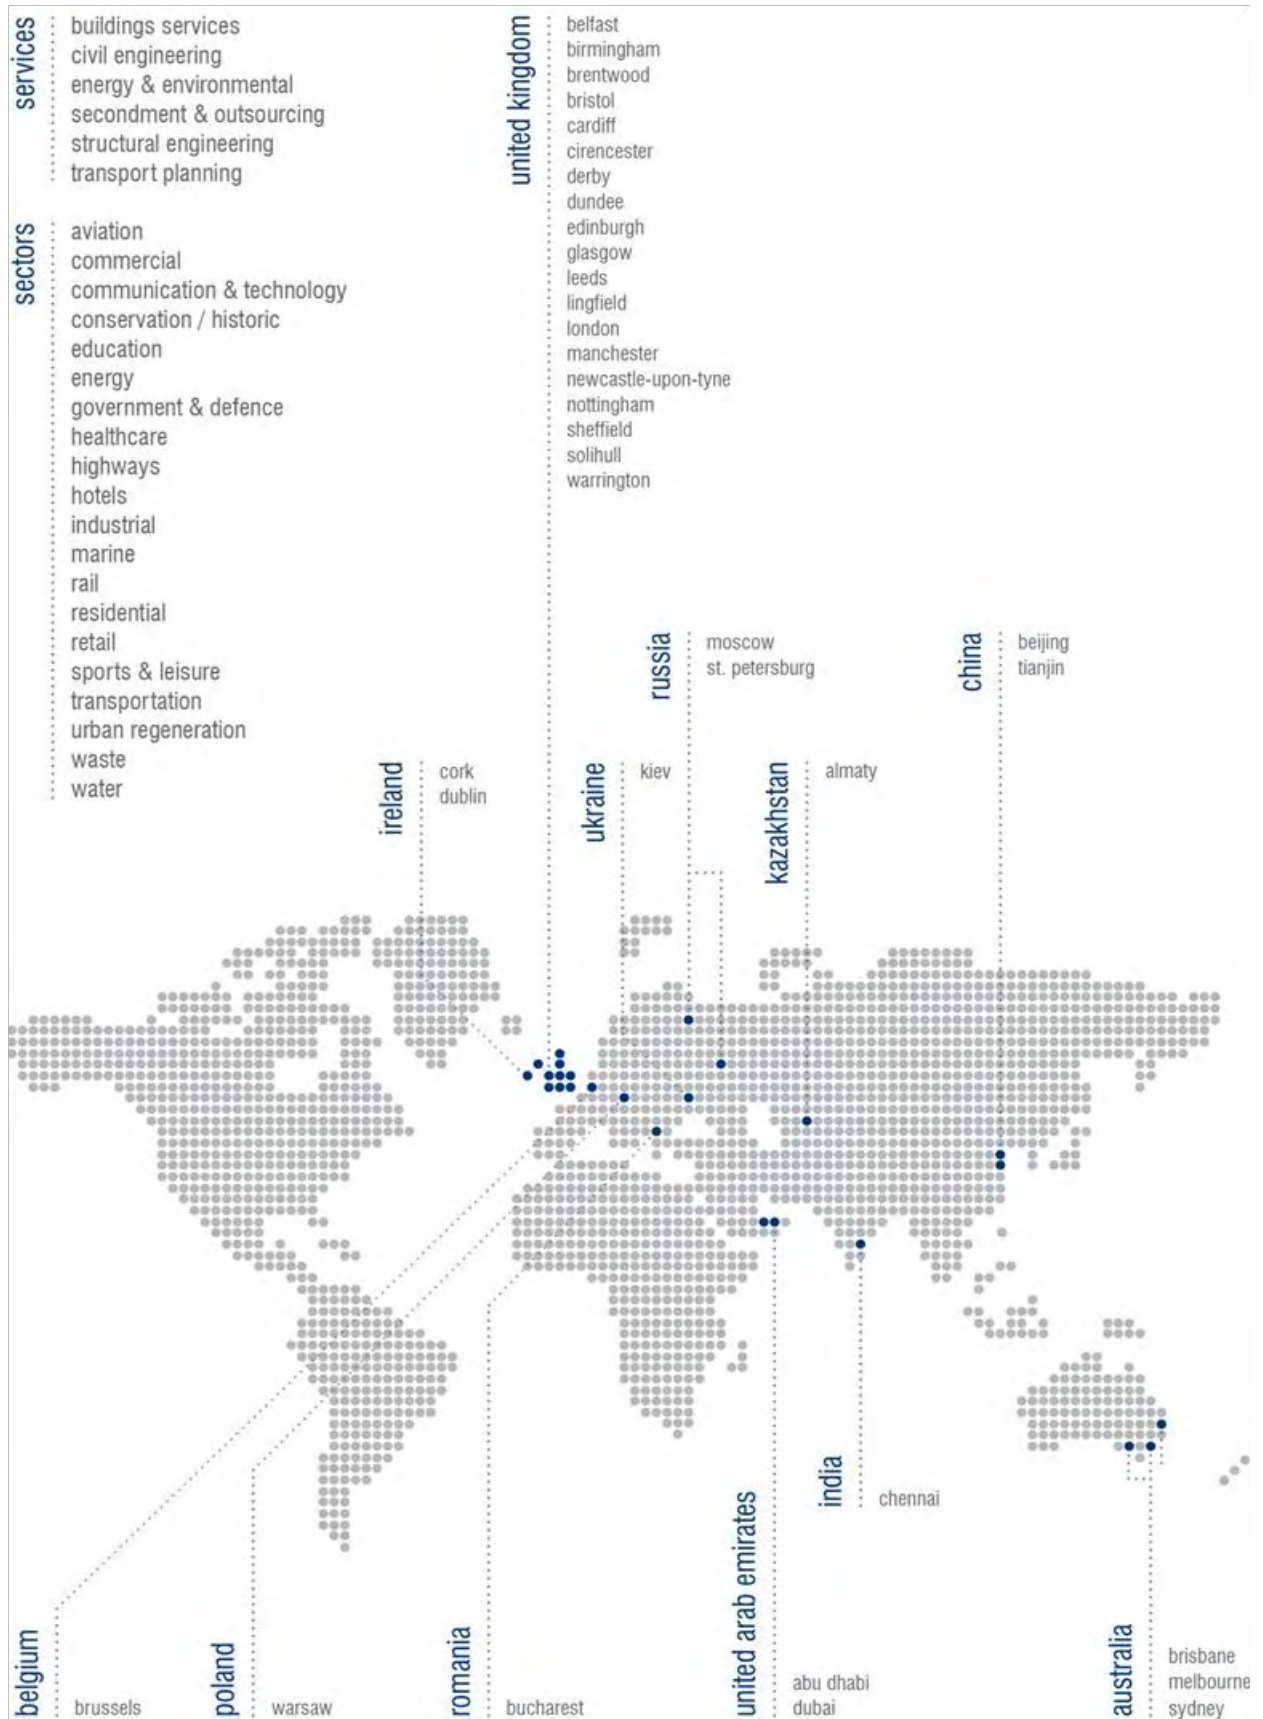 services
buildings services
civil engineering
energy & environmental
secondment & outsourcing
structural engineering
transport planning
sectors
aviation
commercial
communication & technology
conservation / historic
education
energy
government & defence
healthcare
highways
hotels
industrial
marine
rail
residential
retail
sports & leisure
transportation
urban regeneration
waste
water
united kingdom
belfast
birmingham
brentwood
bristol
cardiff
cirencester
derby
dundee
edinburgh
glasgow
leeds
lingfield
london
manchester
newcastle-upon-tyne
nottingham
sheffield
solihull
warrington
russia
moscow
st. petersburg
china
beijing
tianjin
ireland
cork
dublin
ukraine
kiev
kazakhstan
almaty
belgium
brussels
poland
warsaw
romania
bucharest
united arab emirates
abu dhabi
dubai
india
chennai
australia
brisbane
melbourne
sydney